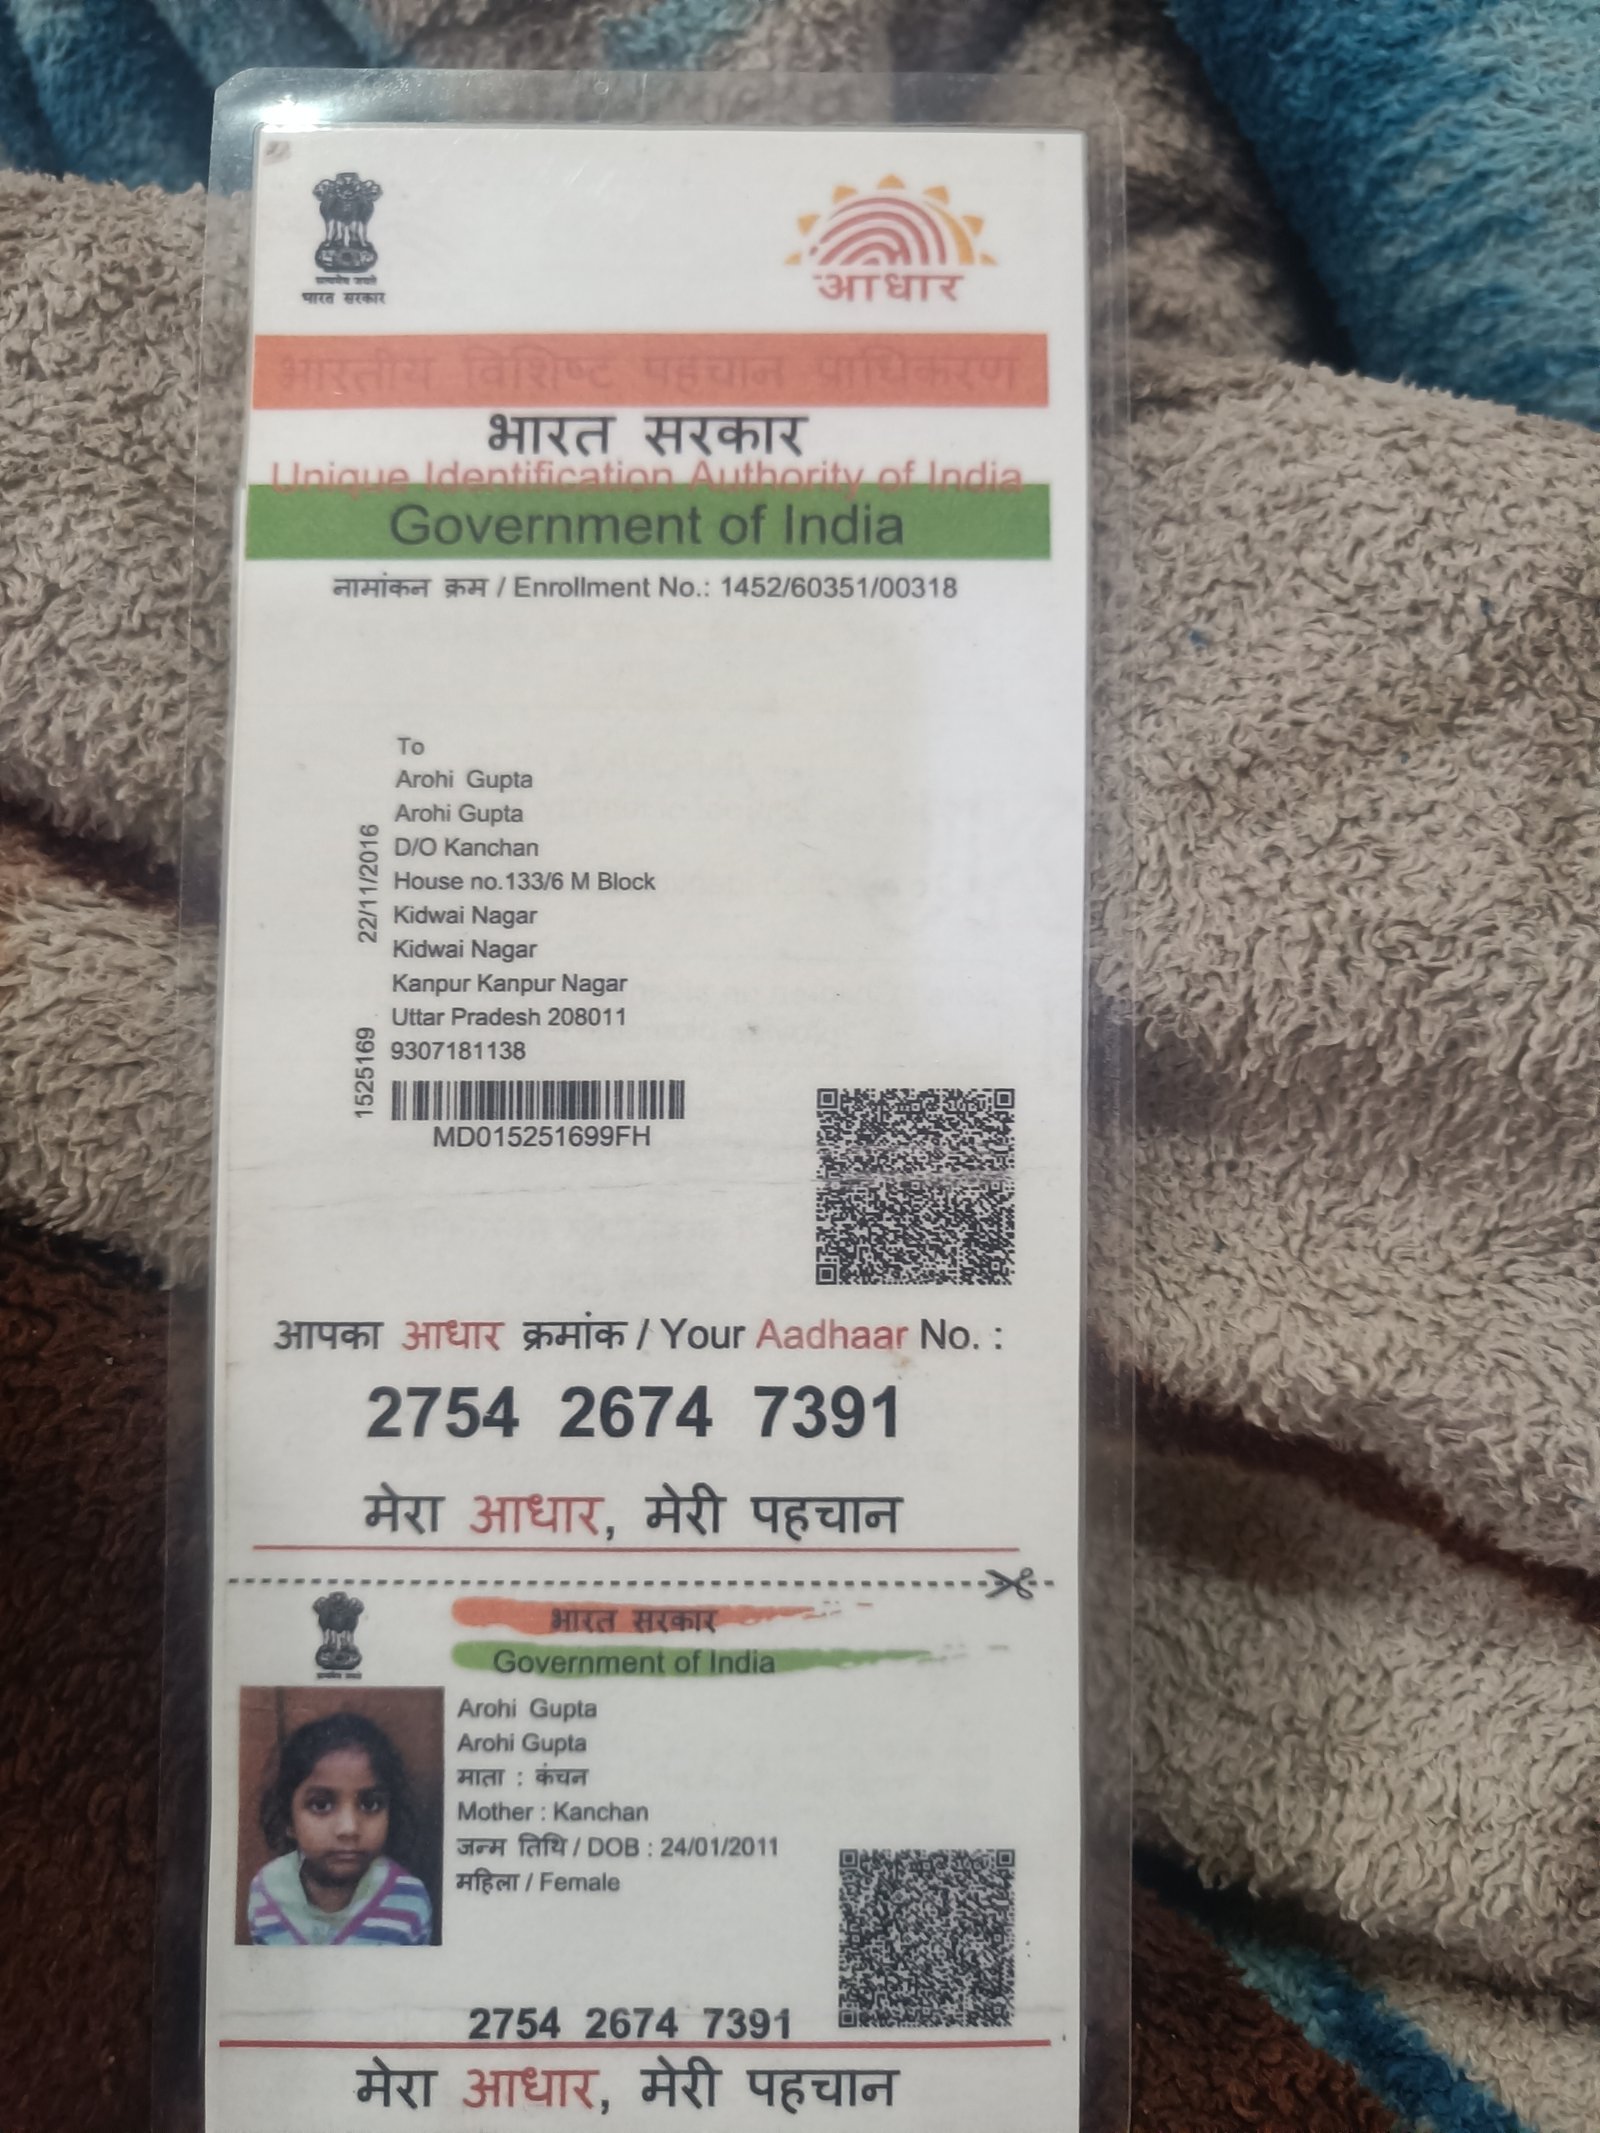 सत्यमेव जयते
भारत सरकार
आधार
भारतीय विशिष्ट पहचान प्राधिकरण
भारत सरकार
Unique Identification Authority of India
Government of India
नामांकन क्रम / Enrollment No.: 1452/60351/00318
To
Arohi Gupta
Arohi Gupta
D/O Kanchan
House no.133/6 M Block
Kidwai Nagar
Kidwai Nagar
Kanpur Kanpur Nagar
Uttar Pradesh 208011
9307181138
22/11/2016
1525169
MD015251699FH
आपका आधार क्रमांक / Your Aadhaar No. :
2754 2674 7391
मेरा आधार, मेरी पहचान
भारत सरकार
Government of India
Arohi Gupta
Arohi Gupta
माता : कंचन
Mother : Kanchan
जन्म तिथि / DOB : 24/01/2011
महिला / Female
2754 2674 7391
मेरा आधार, मेरी पहचान